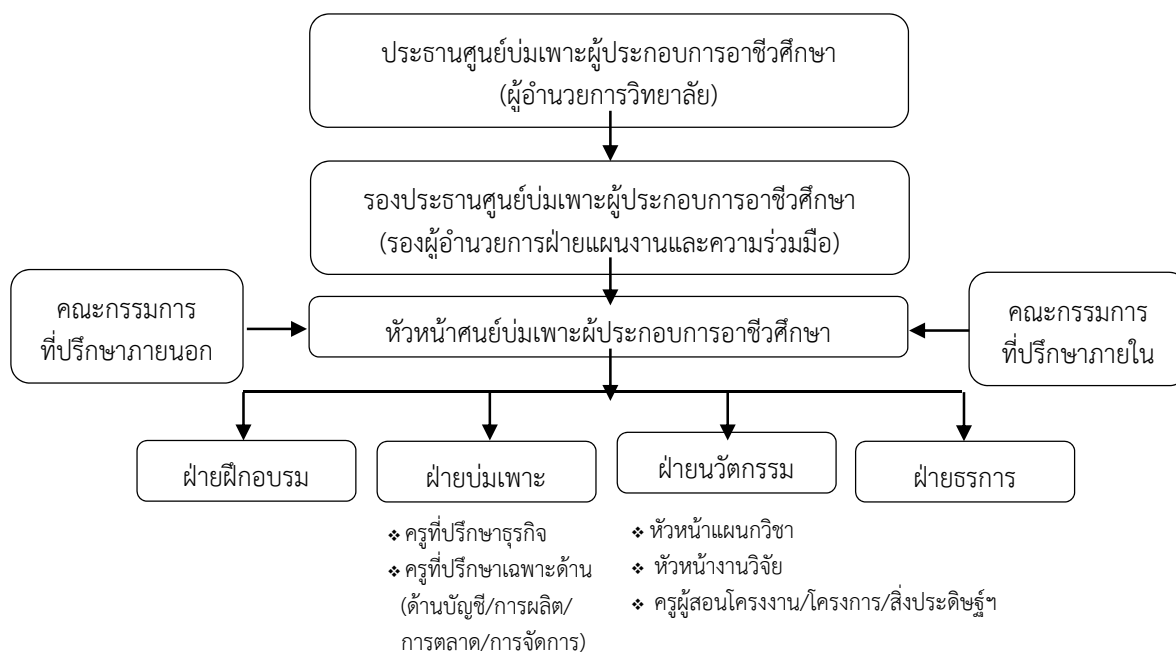 ประธานศูนย์บ่มเพาะผู้ประกอบการอาชีวศึกษา
(ผู้อำนวยการวิทยาลัย)
รองประธานศูนย์บ่มเพาะผู้ประกอบการอาชีวศึกษา
(รองผู้อำนวยการฝ่ายแผนงานและความร่วมมือ)
คณะกรรมการ
ที่ปรึกษาภายนอก
หัวหน้าศนย์บ่มเพาะผ้ประกอบการอาชีวศึกษา
คณะกรรมการ
ที่ปรึกษาภายใน
ฝ่ายฝึกอบรม
ฝ่ายบ่มเพาะ
ฝ่ายนวัตกรรม
ฝ่ายธรการ
❖ ครูที่ปรึกษาธุรกิจ
❖ ครูที่ปรึกษาเฉพาะด้าน
(ด้านบัญชี/การผลิต/
การตลาด/การจัดการ)
❖ หัวหน้าแผนกวิชา
❖ หัวหน้างานวิจัย
❖ ครูผู้สอนโครงงาน/โครงการ/สิ่งประดิษฐ์ฯ